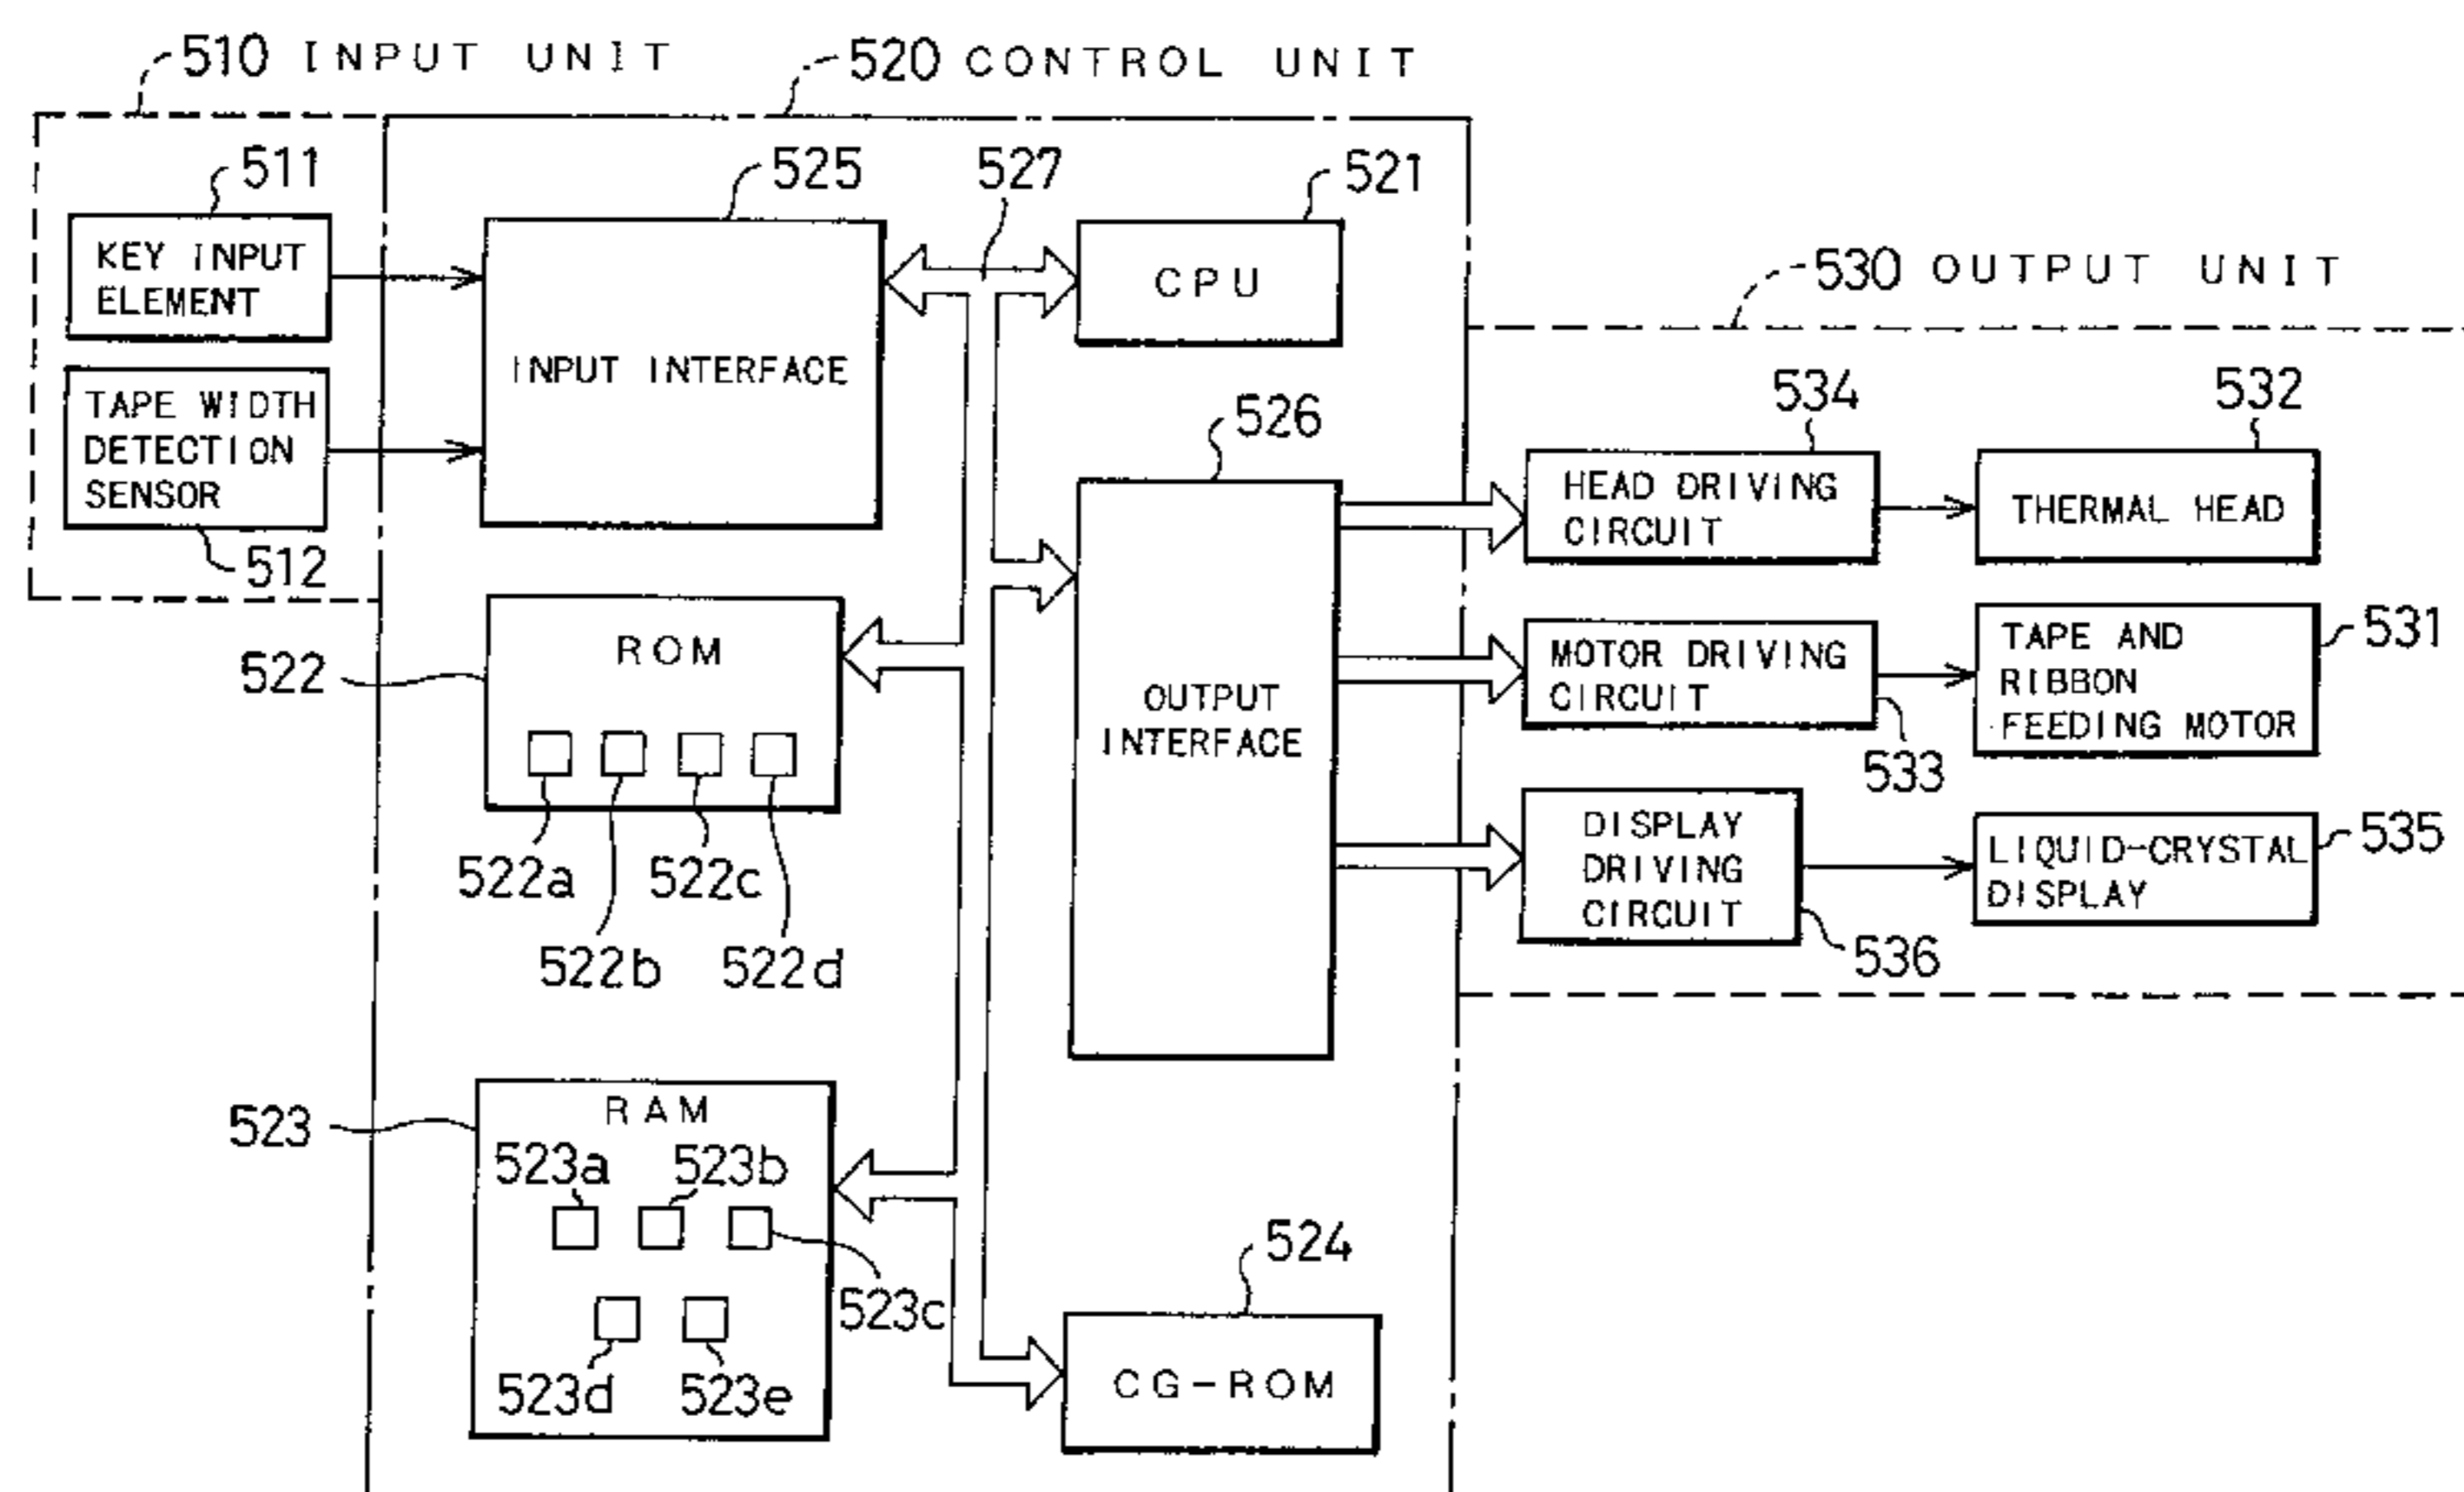 510 INPUT UNIT
520 CONTROL UNIT
511
525
527
521
KEY INPUT
ELEMENT
CPU
530 OUTPUT UNIT
INPUT INTERFACE
TAPE WIDTH
DETECTION
SENSOR
512
526
534
532
HEAD DRIVING
CIRCUIT
THERMAL HEAD
522
ROM
OUTPUT
INTERFACE
MOTOR DRIVING
CIRCUIT
533
TAPE AND
RIBBON
FEEDING MOTOR
531
522a
522c
522b
522d
DISPLAY
DRIVING
CIRCUIT
536
LIQUID-CRYSTAL
DISPLAY
535
523
RAM
523a
523b
523c
523d
523e
524
CG-ROM